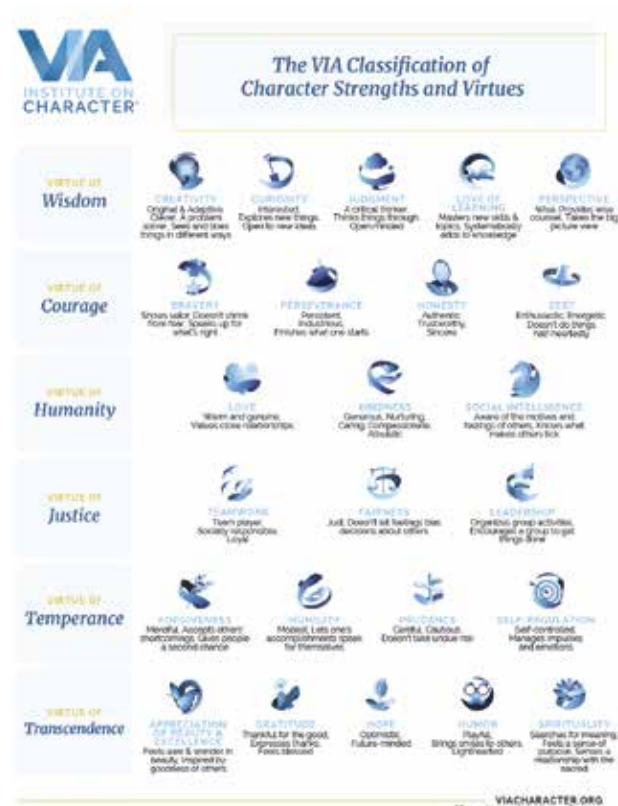 VIA
INSTITUTE ON
CHARACTER®
The VIA Classification of
Character Strengths and Virtues
VIRTUE OF
Wisdom
CREATIVITY
Original & Adaptive
Clever, A problem
solver, Sees and does
things in different ways
CURIOSITY
Interested,
Explores new things,
Open to new ideas
JUDGMENT
A critical thinker,
Thinks things through,
Open-minded
LOVE OF
LEARNING
Masters new skills &
topics, Systematically
adds to knowledge
PERSPECTIVE
Wise, Provides wise
counsel, Takes the big
picture view
VIRTUE OF
Courage
BRAVERY
Shows valor, Doesn't shrink
from fear, Speaks up for
what's right
PERSEVERANCE
Persistent,
Industrious,
Finishes what one starts
HONESTY
Authentic,
Trustworthy,
Sincere
ZEST
Enthusiastic, Energetic,
Doesn't do things
half-heartedly
VIRTUE OF
Humanity
LOVE
Warm and genuine,
Values close relationships
KINDNESS
Generous, Nurturing,
Caring, Compassionate,
Altruistic
SOCIAL INTELLIGENCE
Aware of the motives and
feelings of others, Knows what
makes others tick
VIRTUE OF
Justice
TEAMWORK
Team player,
Socially responsible,
Loyal
FAIRNESS
Just, Doesn't let feelings bias
decisions about others
LEADERSHIP
Organizes group activities,
Encourages a group to get
things done
VIRTUE OF
Temperance
FORGIVENESS
Merciful, Accepts others'
shortcomings, Gives people
a second chance
HUMILITY
Modest, Lets one's
accomplishments speak
for themselves
PRUDENCE
Careful, Cautious,
Doesn't take undue risk
SELF-REGULATION
Self-controlled,
Manages impulses
and emotions
VIRTUE OF
Transcendence
APPRECIATION
OF BEAUTY &
EXCELLENCE
Feels awe & wonder in
beauty, Inspired by
goodness of others
GRATITUDE
Thankful for the good,
Expresses thanks,
Feels blessed
HOPE
Optimistic,
Future-minded
HUMOR
Playful,
Brings smiles to others,
Lighthearted
SPIRITUALITY
Searches for meaning,
Feels a sense of
purpose, Senses a
relationship with the
sacred
VIACHARACTER.ORG